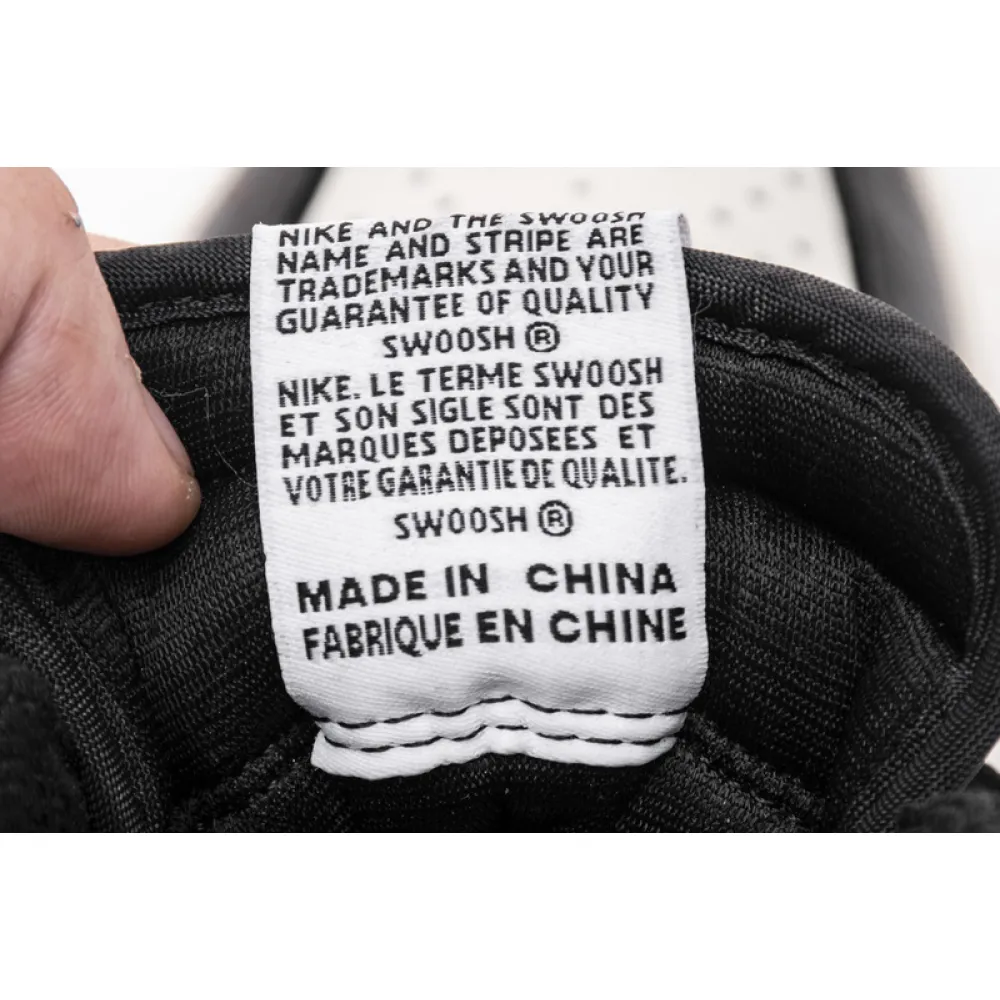 NIKE AND THE SWOOSH
NAME AND STRIPE ARE
TRADEMARKS AND YOUR
GUARANTEE OF QUALITY
SWOOSH ®
NIKE. LE TERME SWOOSH
ET SON SIGLE SONT DES
MARQUES DEPOSEES ET
VOTRE GARANTIE DE QUALITE.
SWOOSH ®
MADE IN CHINA
FABRIQUE EN CHINE